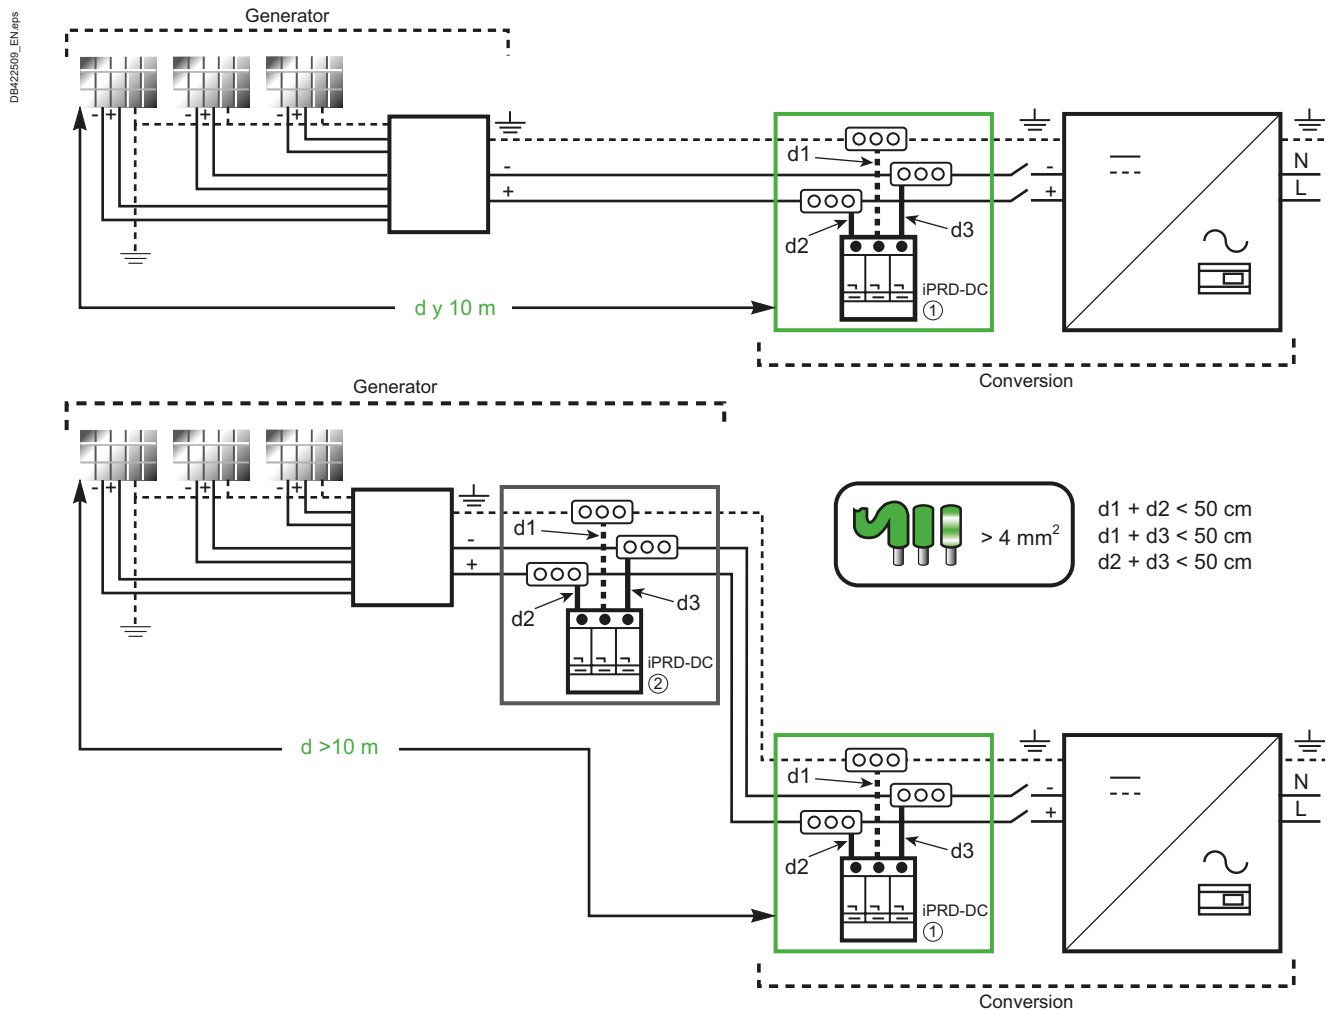 DB422509_EN.eps
Generator
- + - + - +
-
+
d1
d2
d3
iPRD-DC
1
-
+
N
L
d y 10 m
Conversion
Generator
- + - + - +
-
+
d1
d2
d3
iPRD-DC
2
> 4 mm²
d1 + d2 < 50 cm
d1 + d3 < 50 cm
d2 + d3 < 50 cm
d >10 m
d1
d2
d3
iPRD-DC
1
-
+
N
L
Conversion